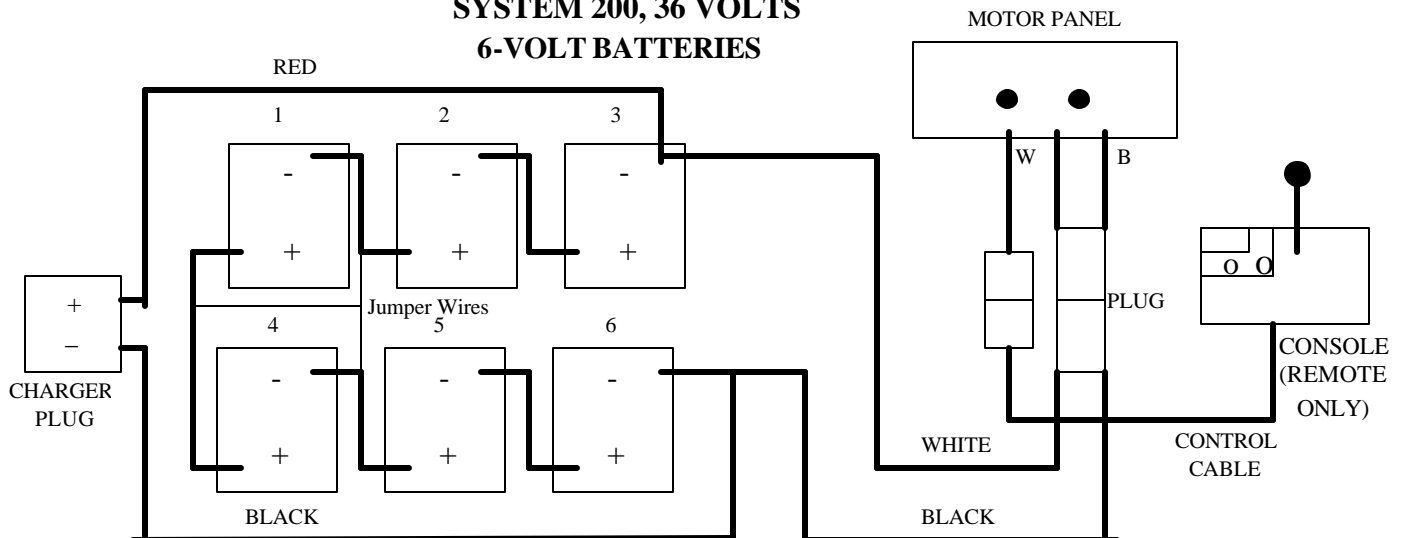 SYSTEM 200, 36 VOLTS
6-VOLT BATTERIES
MOTOR PANEL
RED
1 2 3
- - -
+ + +
W B
O O
+
–
CHARGER
PLUG
Jumper Wires
4 5 6
- - -
+ + +
PLUG
CONSOLE
(REMOTE
ONLY)
WHITE
CONTROL
CABLE
BLACK
BLACK